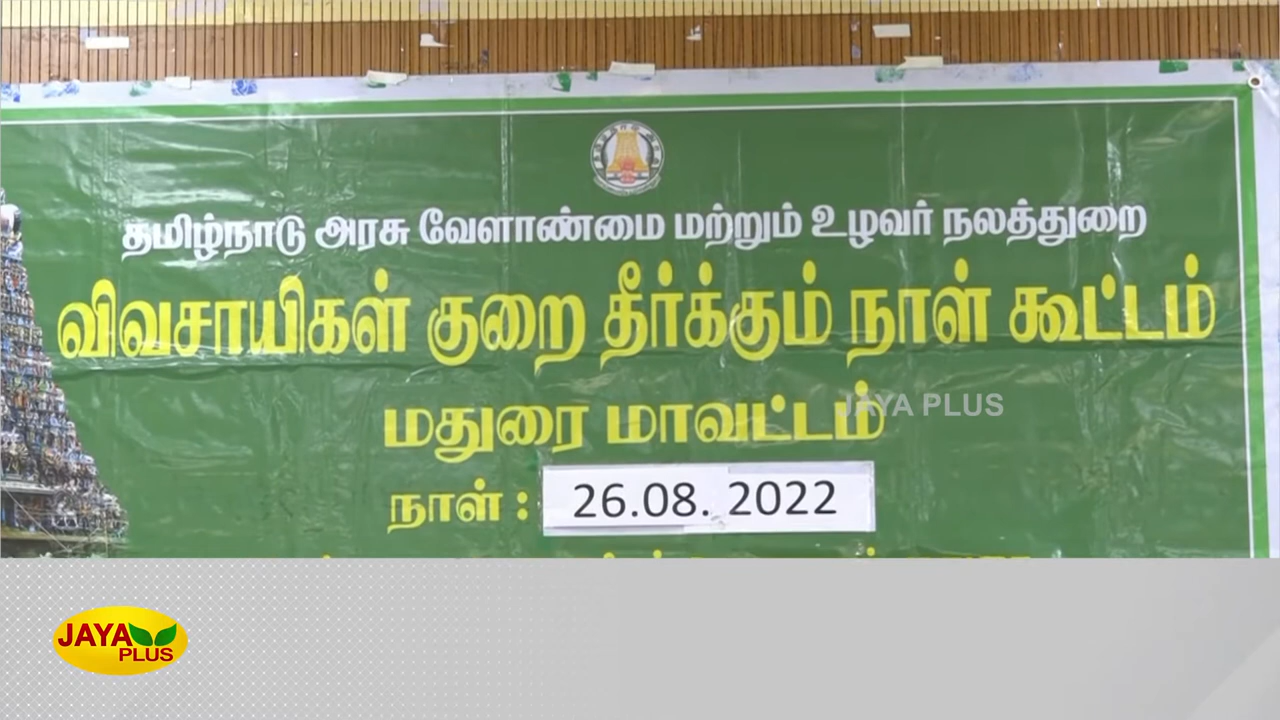 தமிழ்நாடு அரசு வேளாண்மை மற்றும் உழவர் நலத்துறை
விவசாயிகள் குறை தீர்க்கும் நாள் கூட்டம்
மதுரை மாவட்டம்
JAYA PLUS
நாள் : 26.08. 2022
JAYA
PLUS